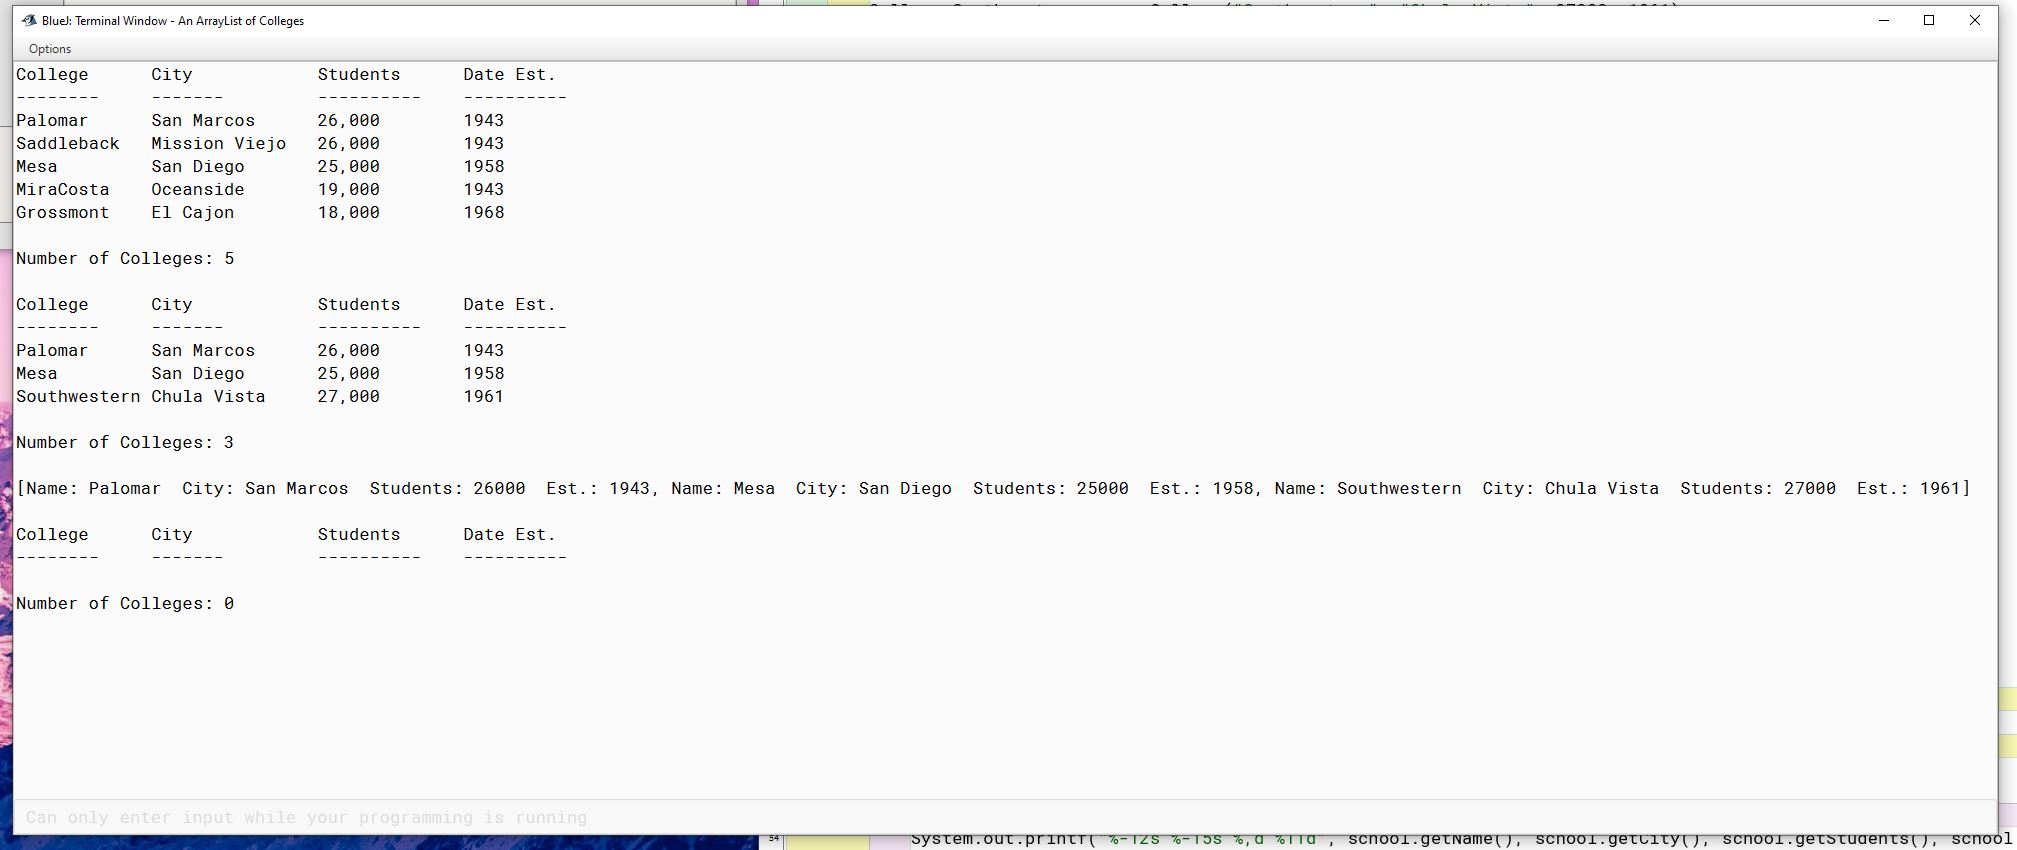 BlueJ: Terminal Window - An ArrayList of Colleges
Options
College City Students Date Est.
-------- ------- ---------- ----------
Palomar San Marcos 26,000 1943
Saddleback Mission Viejo 26,000 1943
Mesa San Diego 25,000 1958
MiraCosta Oceanside 19,000 1943
Grossmont El Cajon 18,000 1968
Number of Colleges: 5
College City Students Date Est.
-------- ------- ---------- ----------
Palomar San Marcos 26,000 1943
Mesa San Diego 25,000 1958
Southwestern Chula Vista 27,000 1961
Number of Colleges: 3
[Name: Palomar  City: San Marcos  Students: 26000  Est.: 1943, Name: Mesa  City: San Diego  Students: 25000  Est.: 1958, Name: Southwestern  City: Chula Vista  Students: 27000  Est.: 1961]
College City Students Date Est.
-------- ------- ---------- ----------
Number of Colleges: 0
Can only enter input while your programming is running
54 System.out.printf("%-12s %-15s %,d %11d", school.getName(), school.getCity(), school.getStudents(), school